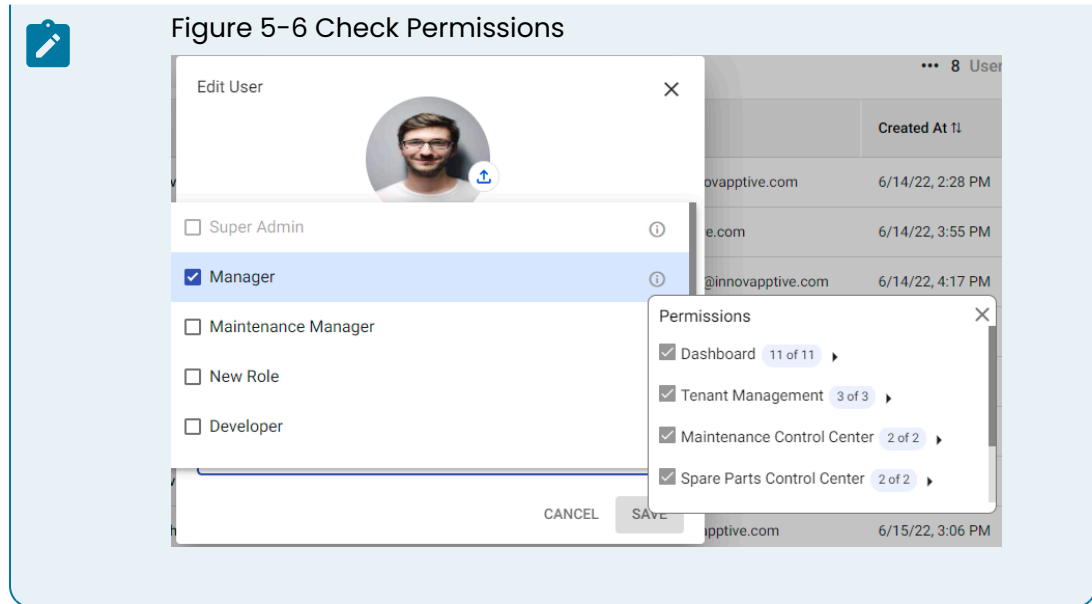 Figure 5-6 Check Permissions
Edit User
••• 8 User
Created At
ovapptive.com 6/14/22, 2:28 PM
Super Admin
e.com 6/14/22, 3:55 PM
Manager
@innovapptive.com 6/14/22, 4:17 PM
Permissions
Maintenance Manager
Dashboard 11 of 11
New Role
Tenant Management 3 of 3
Developer
Maintenance Control Center 2 of 2
Spare Parts Control Center 2 of 2
CANCEL SAVE
apptive.com 6/15/22, 3:06 PM